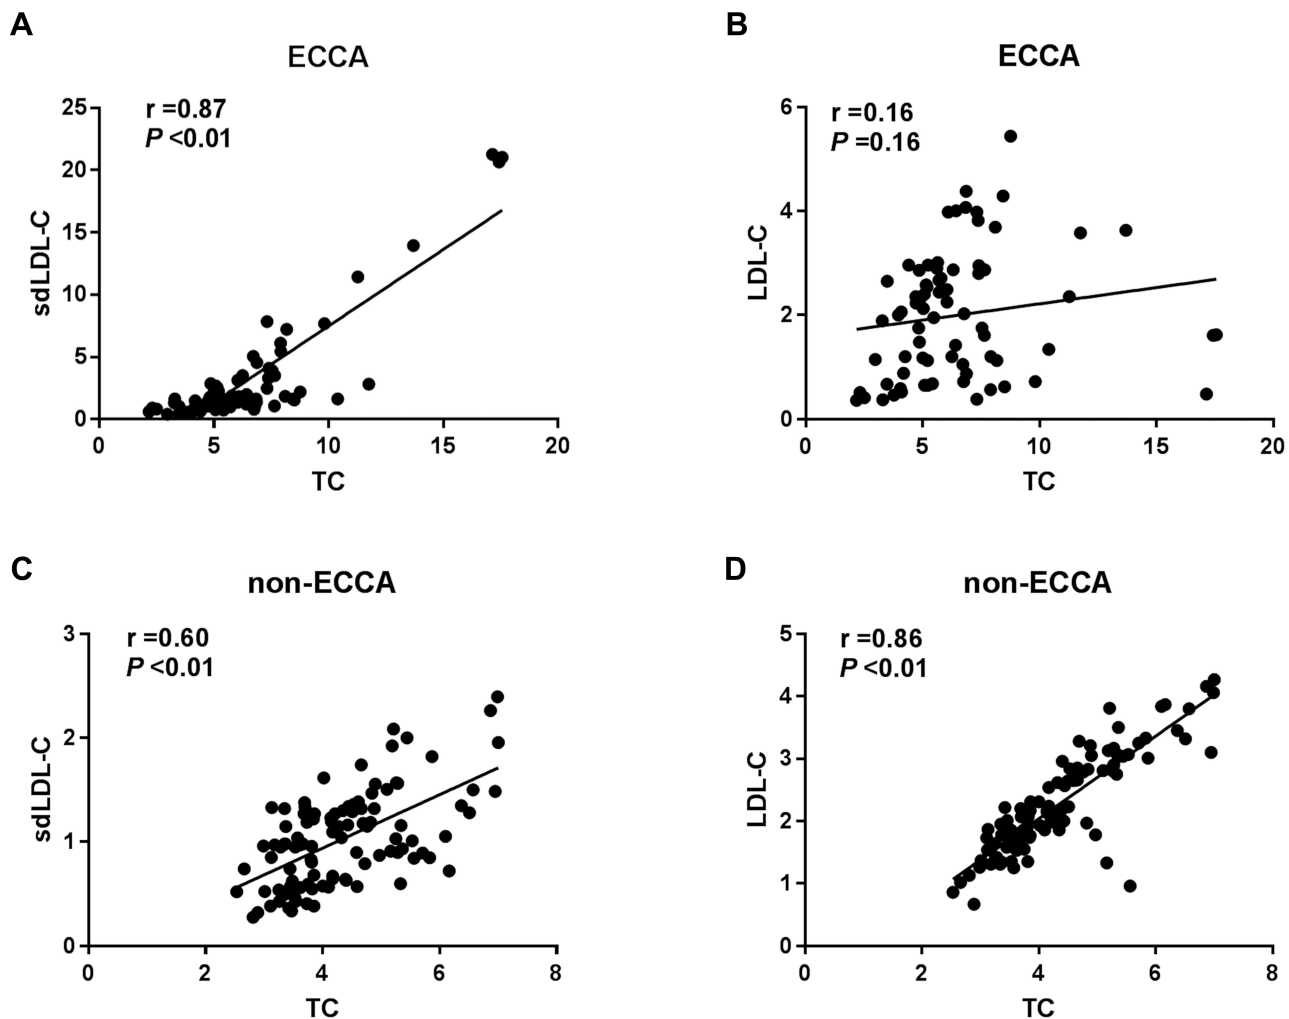 A
ECCA
r =0.87
P <0.01
sdLDL-C
25
20
15
10
5
0
0 5 10 15 20
TC
B
ECCA
r =0.16
P =0.16
LDL-C
6
4
2
0
0 5 10 15 20
TC
C
non-ECCA
r =0.60
P <0.01
sdLDL-C
3
2
1
0
0 2 4 6 8
TC
D
non-ECCA
r =0.86
P <0.01
LDL-C
5
4
3
2
1
0
0 2 4 6 8
TC